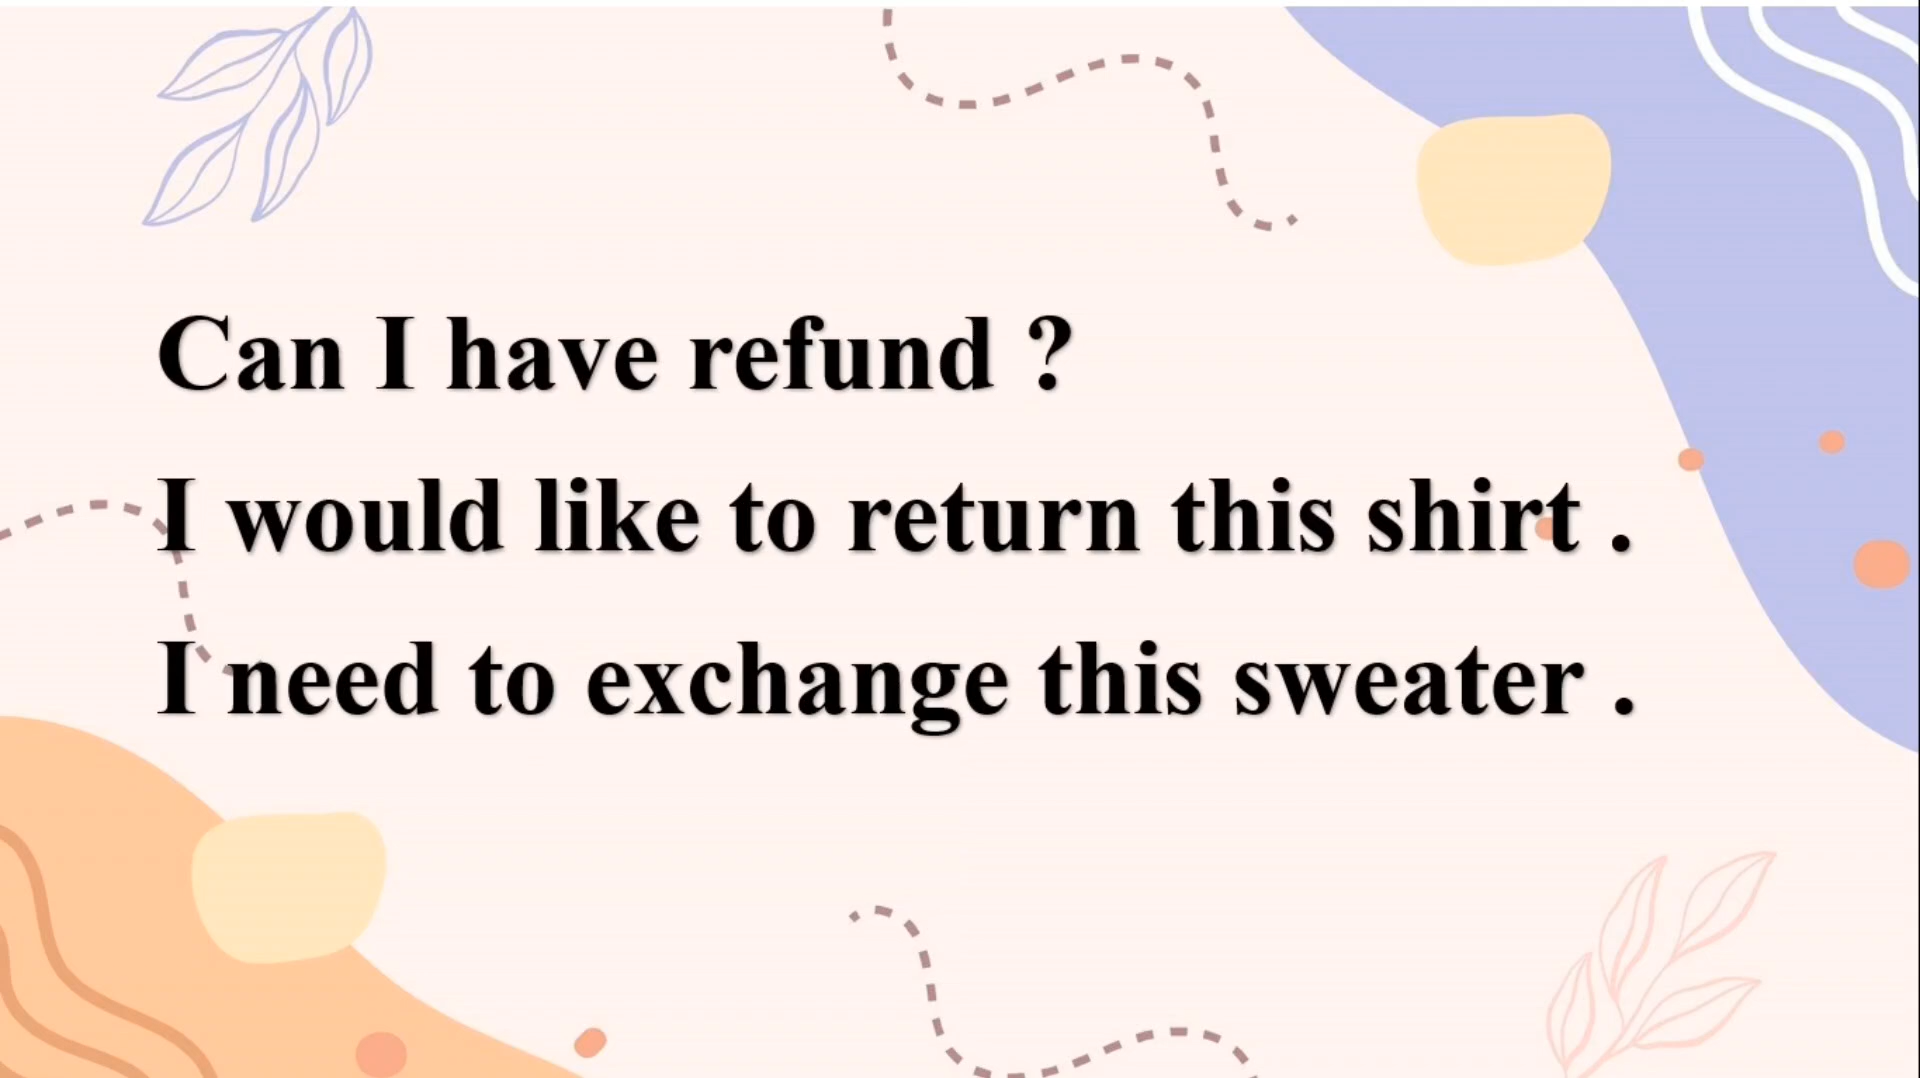 Can I have refund ?
I would like to return this shirt .
I need to exchange this sweater .